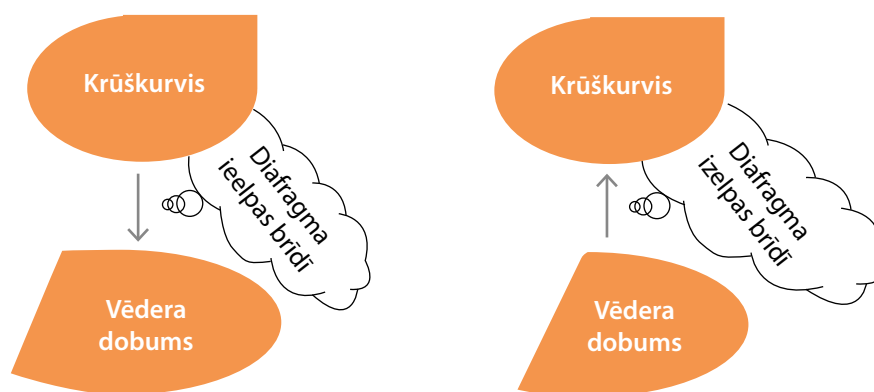 Krūškurvis
Diafragma
ieelpas brīdī
Vēdera
dobums
Krūškurvis
Diafragma
izelpas brīdī
Vēdera
dobums